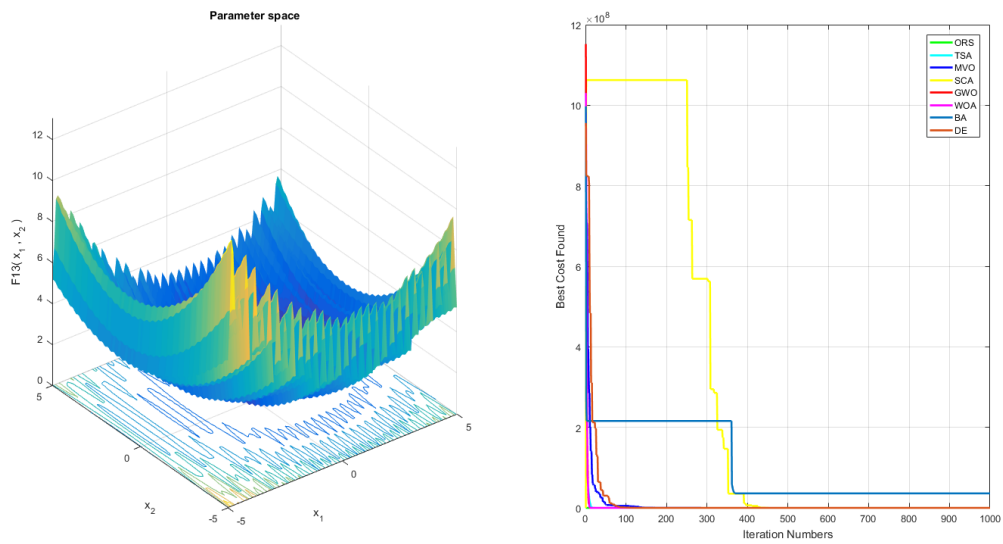 Parameter space
F13( x₁ , x₂ )
12
10
8
6
4
2
0
5
0
-5
x₂
-5
0
5
x₁
×10⁸
12
10
8
6
4
2
0
Best Cost Found
0 100 200 300 400 500 600 700 800 900 1000
Iteration Numbers
ORS
TSA
MVO
SCA
GWO
WOA
BA
DE